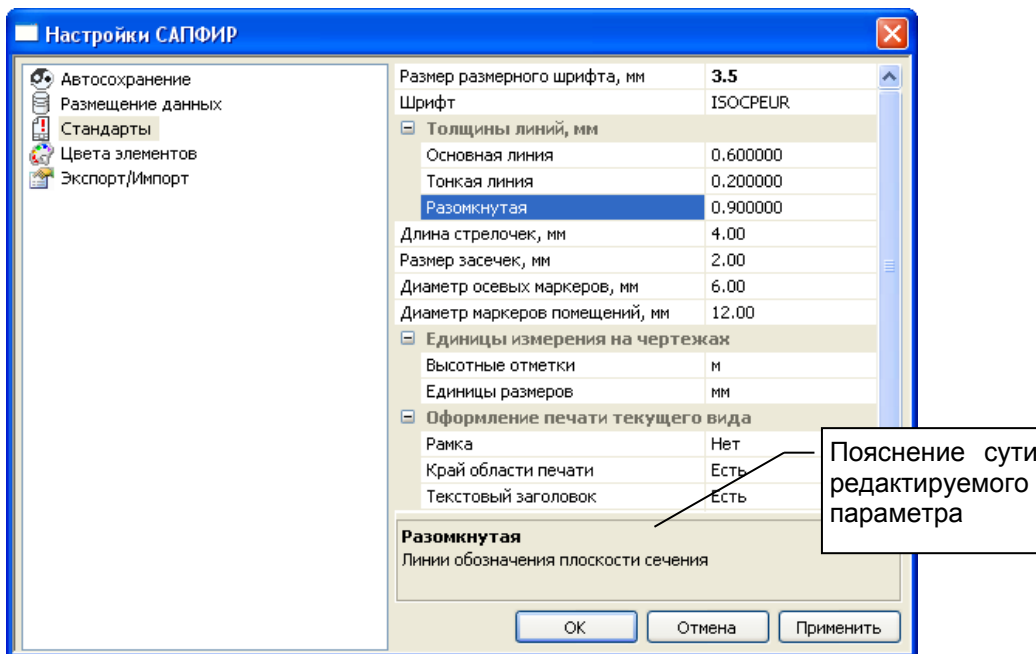 Настройки САПФИР
Автосохранение
Размещение данных
Стандарты
Цвета элементов
Экспорт/Импорт
Размер размерного шрифта, мм 3.5
Шрифт ISOCPEUR
Толщины линий, мм
Основная линия 0.600000
Тонкая линия 0.200000
Разомкнутая 0.900000
Длина стрелочек, мм 4.00
Размер засечек, мм 2.00
Диаметр осевых маркеров, мм 6.00
Диаметр маркеров помещений, мм 12.00
Единицы измерения на чертежах
Высотные отметки м
Единицы размеров мм
Оформление печати текущего вида
Рамка Нет
Край области печати Есть
Текстовый заголовок Есть
Разомкнутая
Линии обозначения плоскости сечения
Пояснение сути
редактируемого
параметра
ОК Отмена Применить